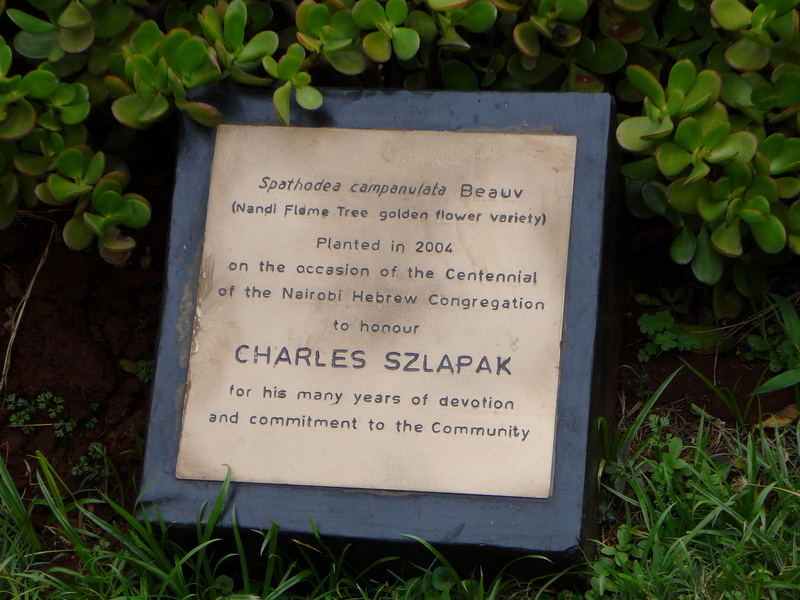 Spathodea campanulata Beauv
(Nandi Flame Tree golden flower variety)
Planted in 2004
on the occasion of the Centennial
of the Nairobi Hebrew Congregation
to honour
CHARLES SZLAPAK
for his many years of devotion
and commitment to the Community